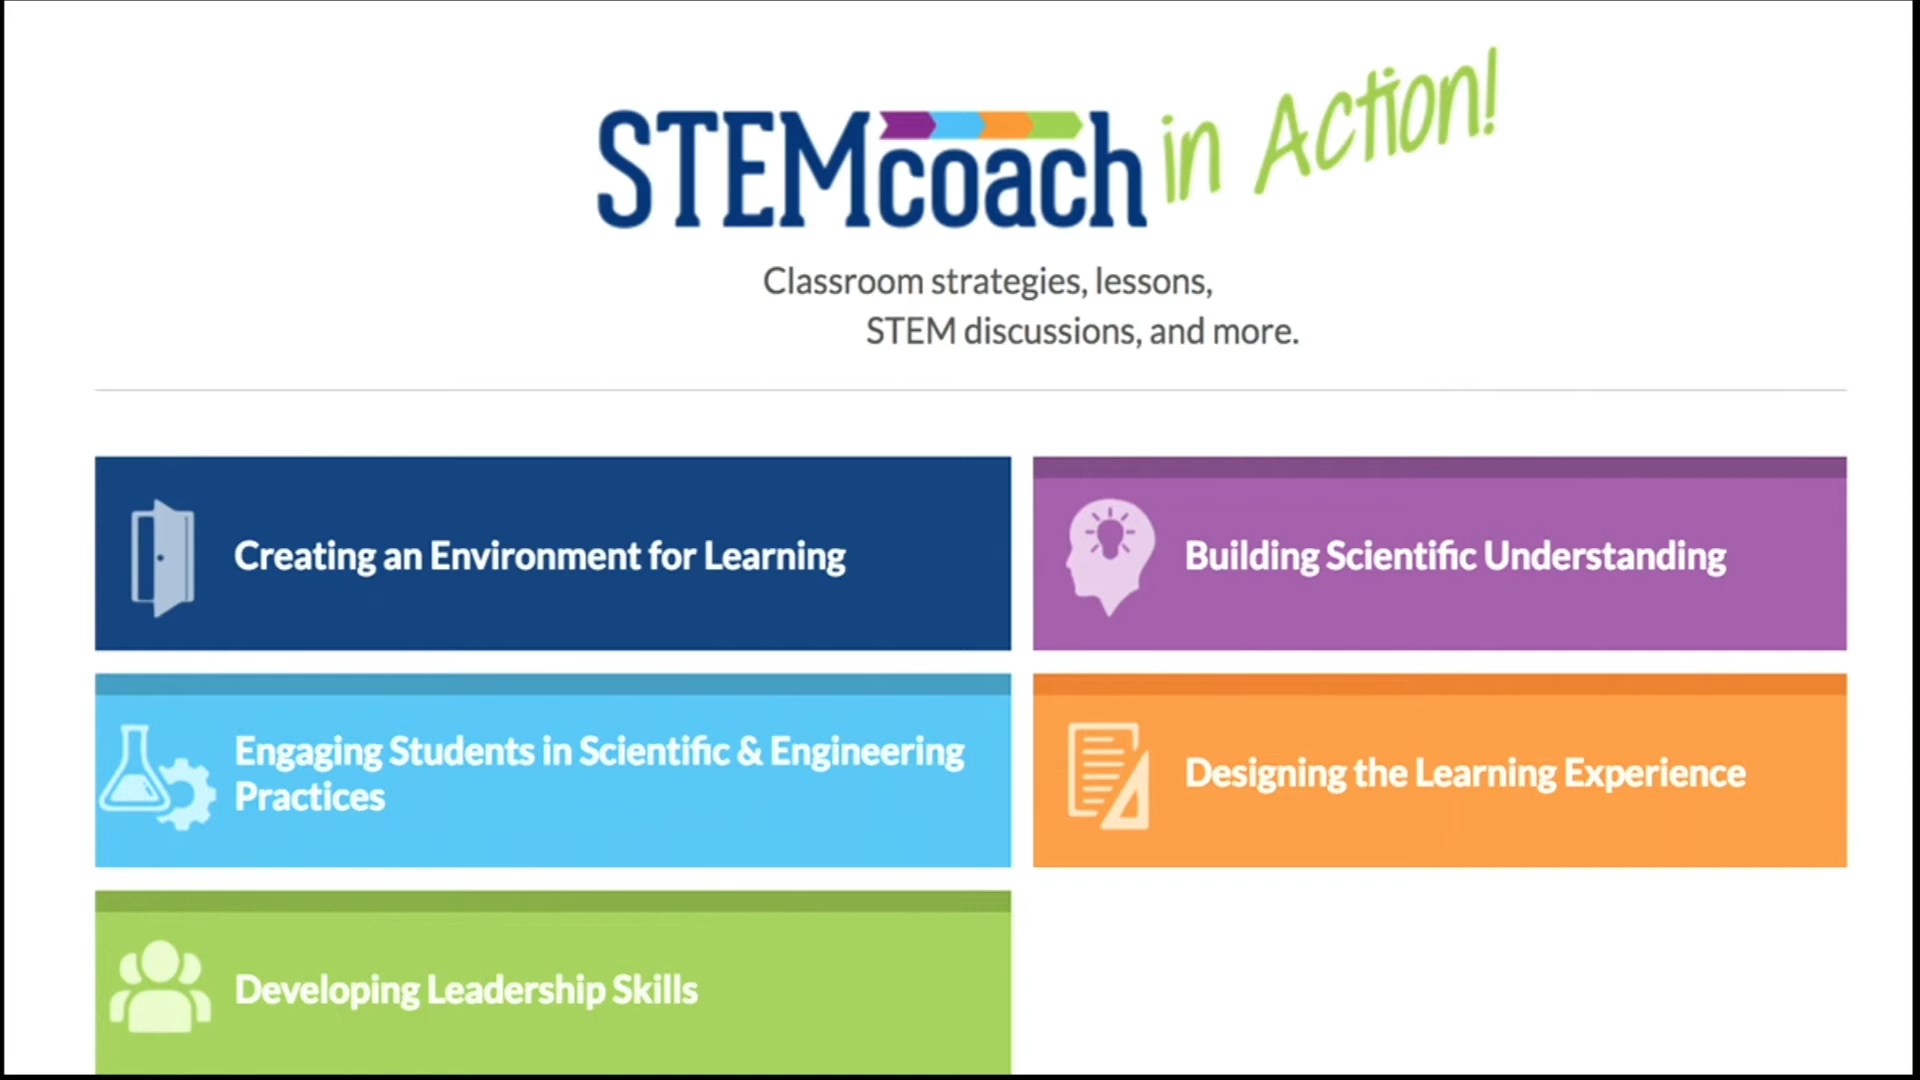 STEMcoach in Action!
Classroom strategies, lessons,
STEM discussions, and more.
Creating an Environment for Learning
Building Scientific Understanding
Engaging Students in Scientific & Engineering
Practices
Designing the Learning Experience
Developing Leadership Skills